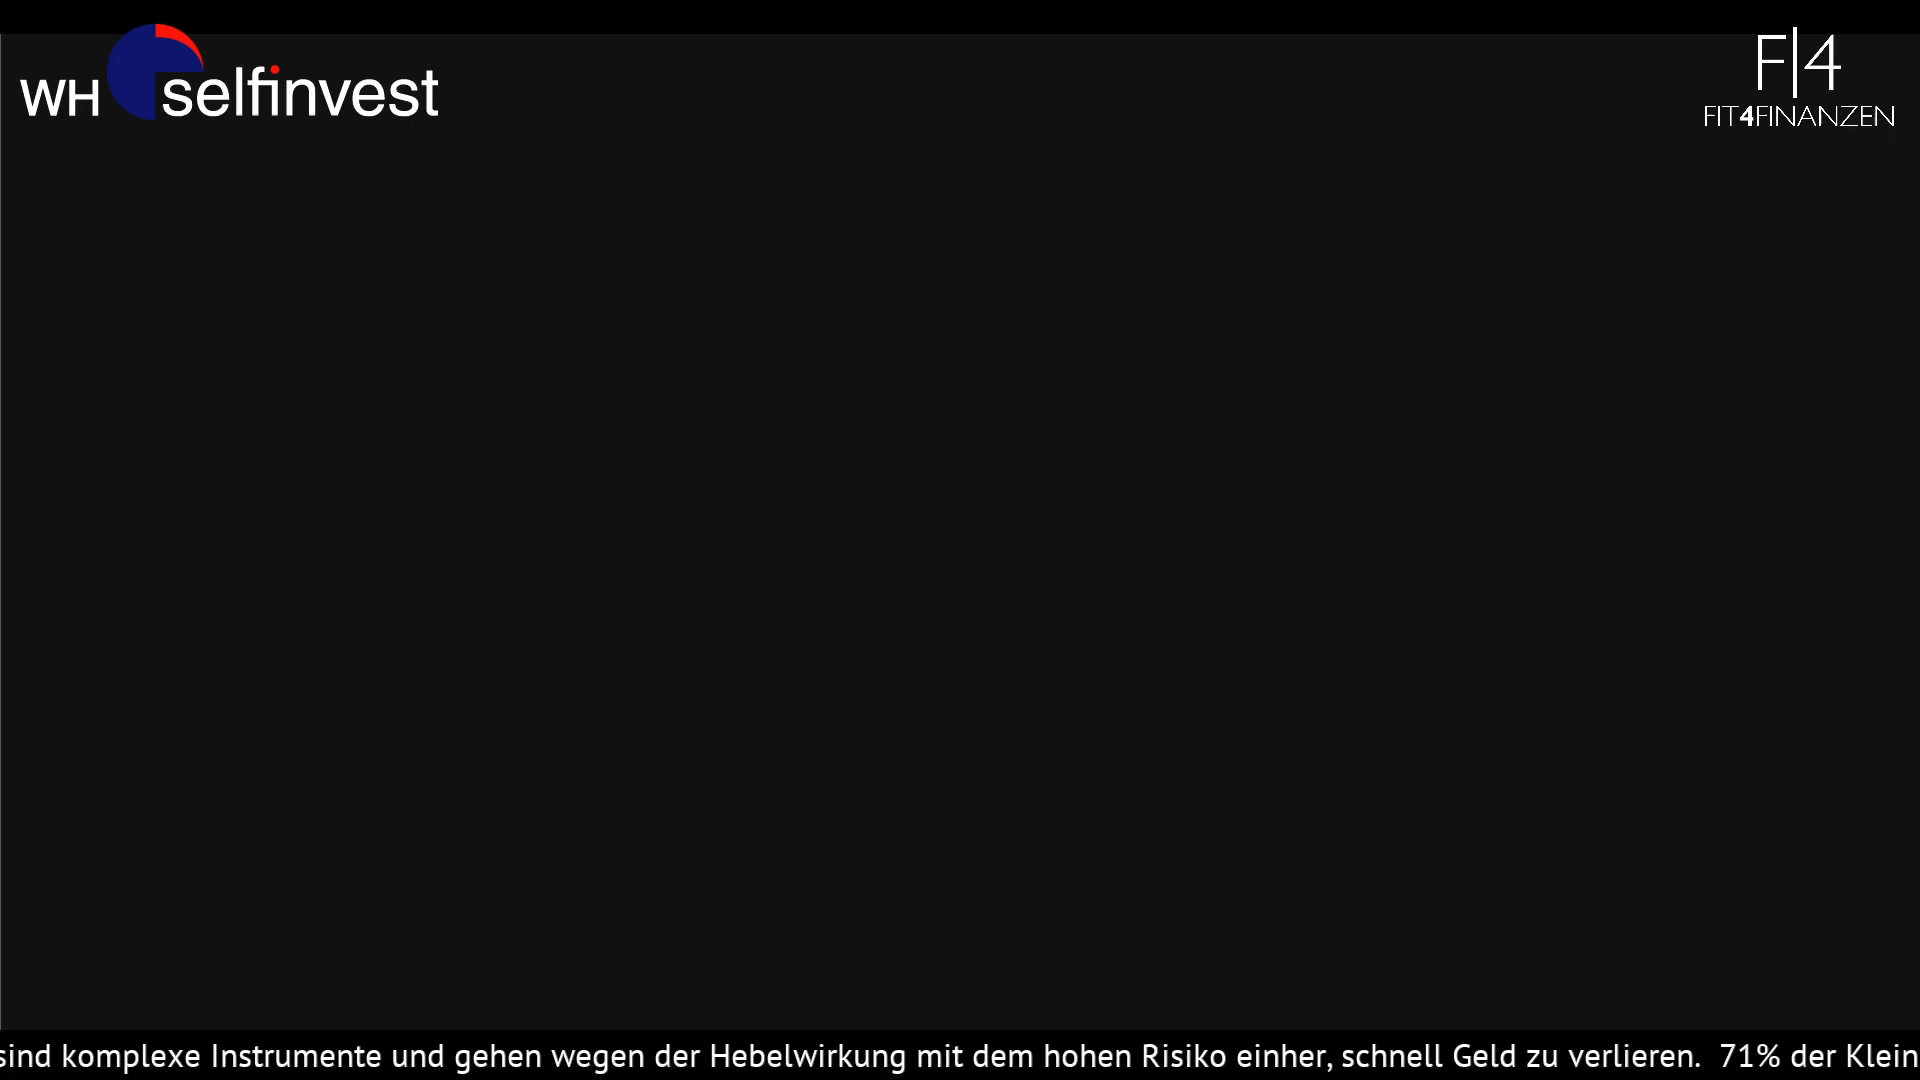 WH selfinvest
F|4
FIT4FINANZEN
sind komplexe Instrumente und gehen wegen der Hebelwirkung mit dem hohen Risiko einher, schnell Geld zu verlieren. 71% der Klein